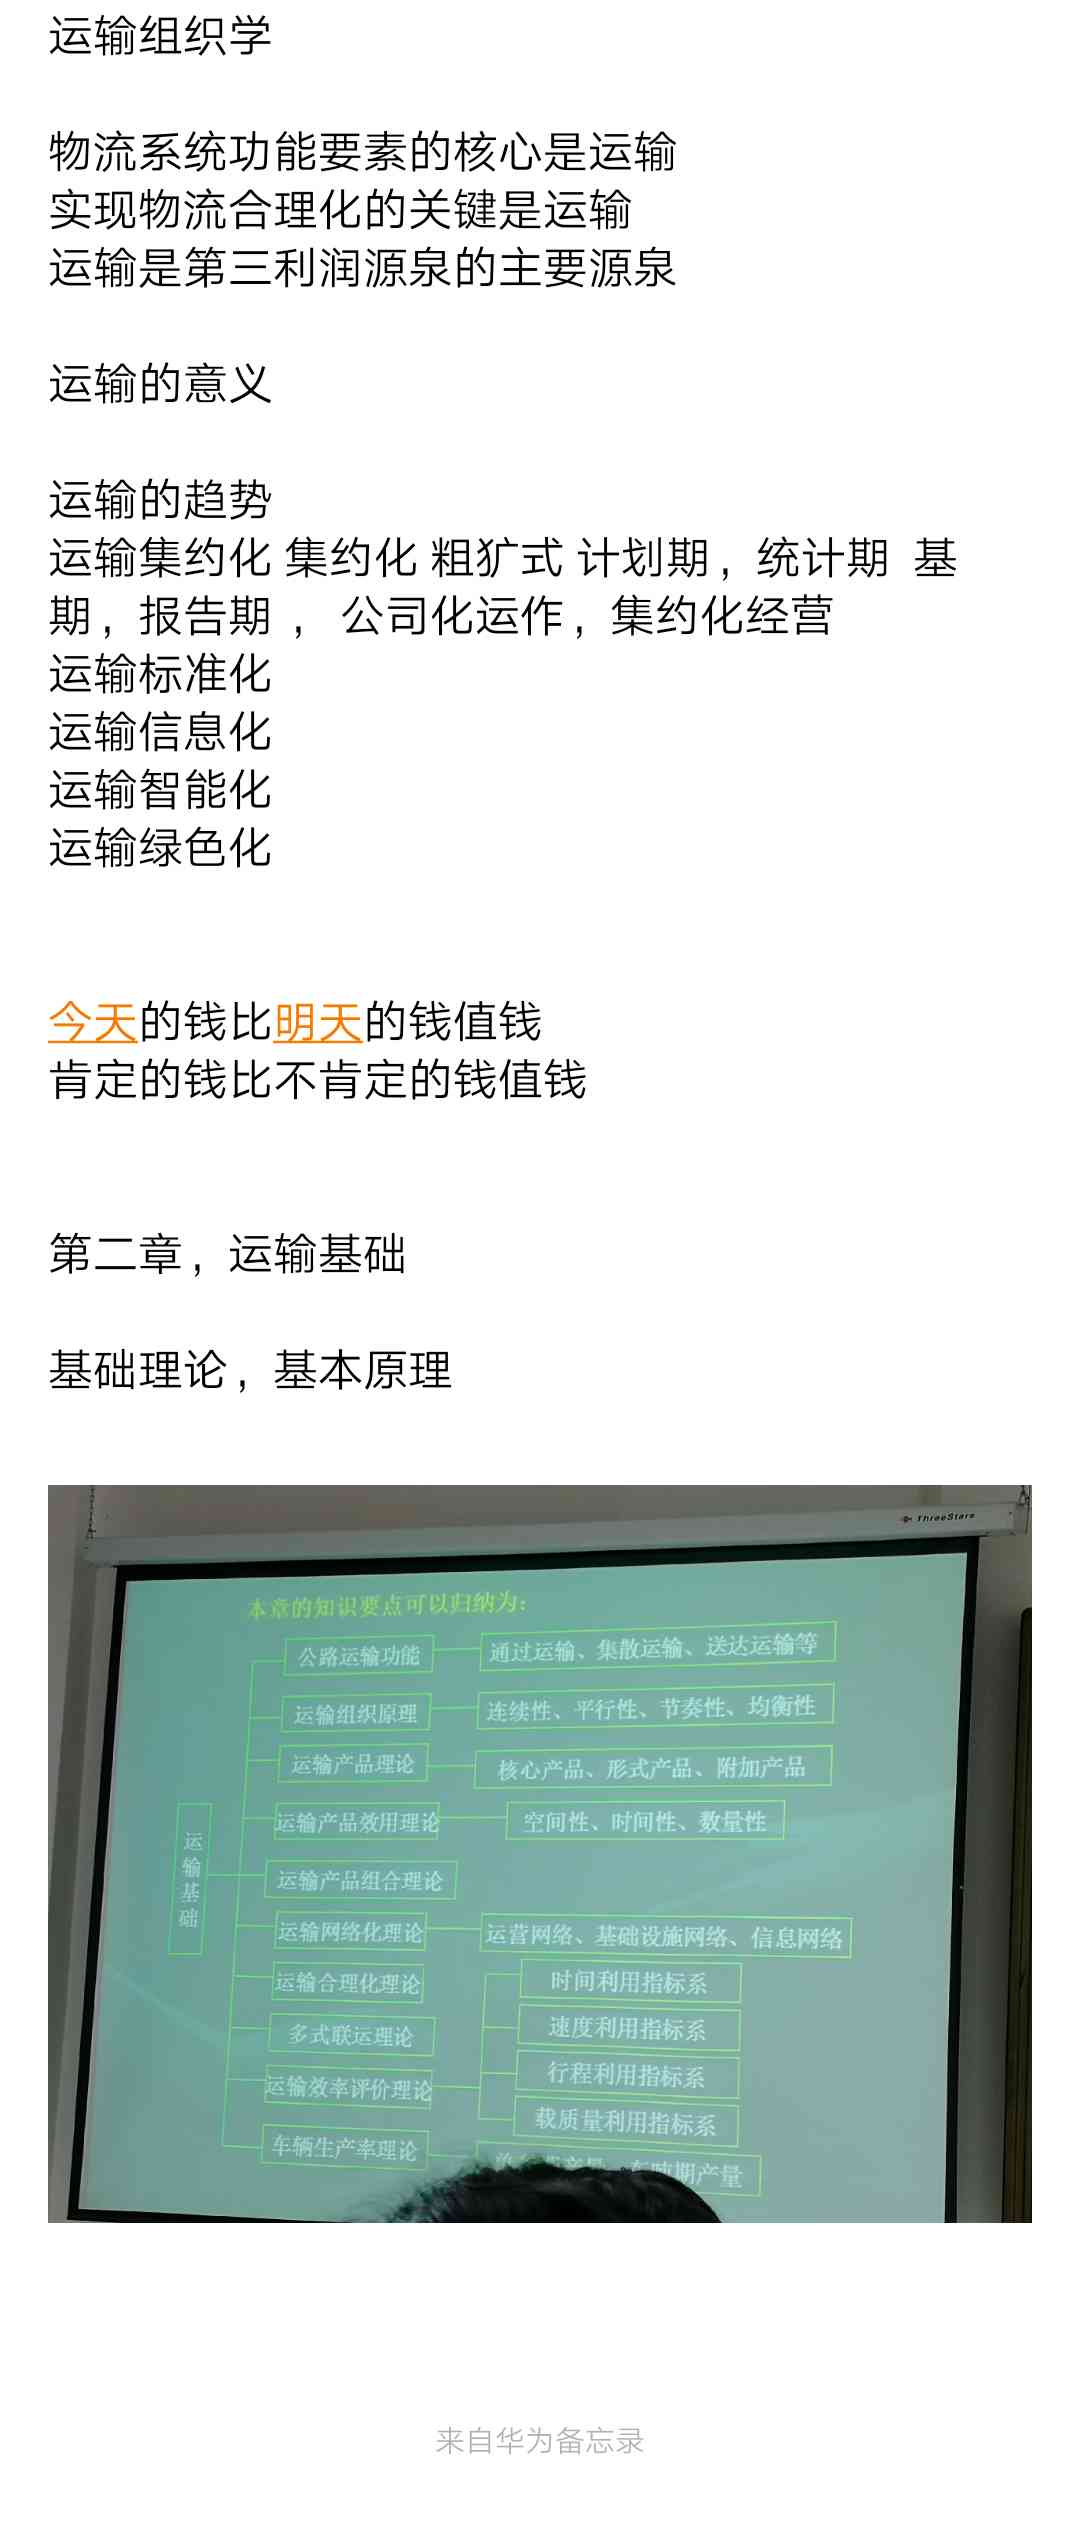 运输组织学
物流系统功能要素的核心是运输
实现物流合理化的关键是运输
运输是第三利润源泉的主要源泉
运输的意义
运输的趋势
运输集约化 集约化 粗犷式 计划期，统计期 基
期，报告期 ， 公司化运作，集约化经营
运输标准化
运输信息化
运输智能化
运输绿色化
今天的钱比明天的钱值钱
肯定的钱比不肯定的钱值钱
第二章，运输基础
基础理论，基本原理
ThreeStars
本章的知识要点可以归纳为：
运输基础
公路运输功能
通过运输、集散运输、送达运输等
运输组织原理
连续性、平行性、节奏性、均衡性
运输产品理论
核心产品、形式产品、附加产品
运输产品效用理论
空间性、时间性、数量性
运输产品组合理论
运输网络化理论
运营网络、基础设施网络、信息网络
运输合理化理论
多式联运理论
运输效率评价理论
时间利用指标系
速度利用指标系
行程利用指标系
载质量利用指标系
车辆生产率理论
期产量
来自华为备忘录